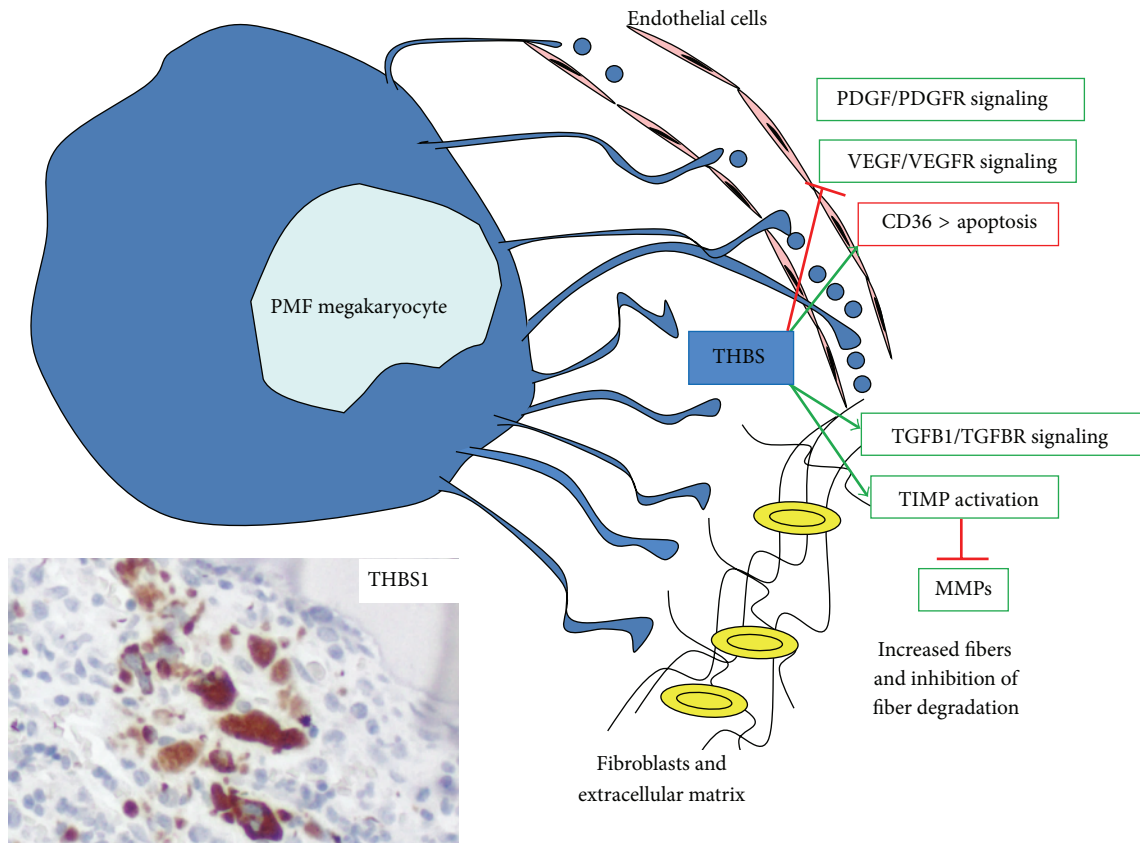 Endothelial cells
PDGF/PDGFR signaling
VEGF/VEGFR signaling
CD36 > apoptosis
PMF megakaryocyte
THBS
TGFB1/TGFBR signaling
TIMP activation
THBS1
MMPs
Increased fibers
and inhibition of
fiber degradation
Fibroblasts and
extracellular matrix